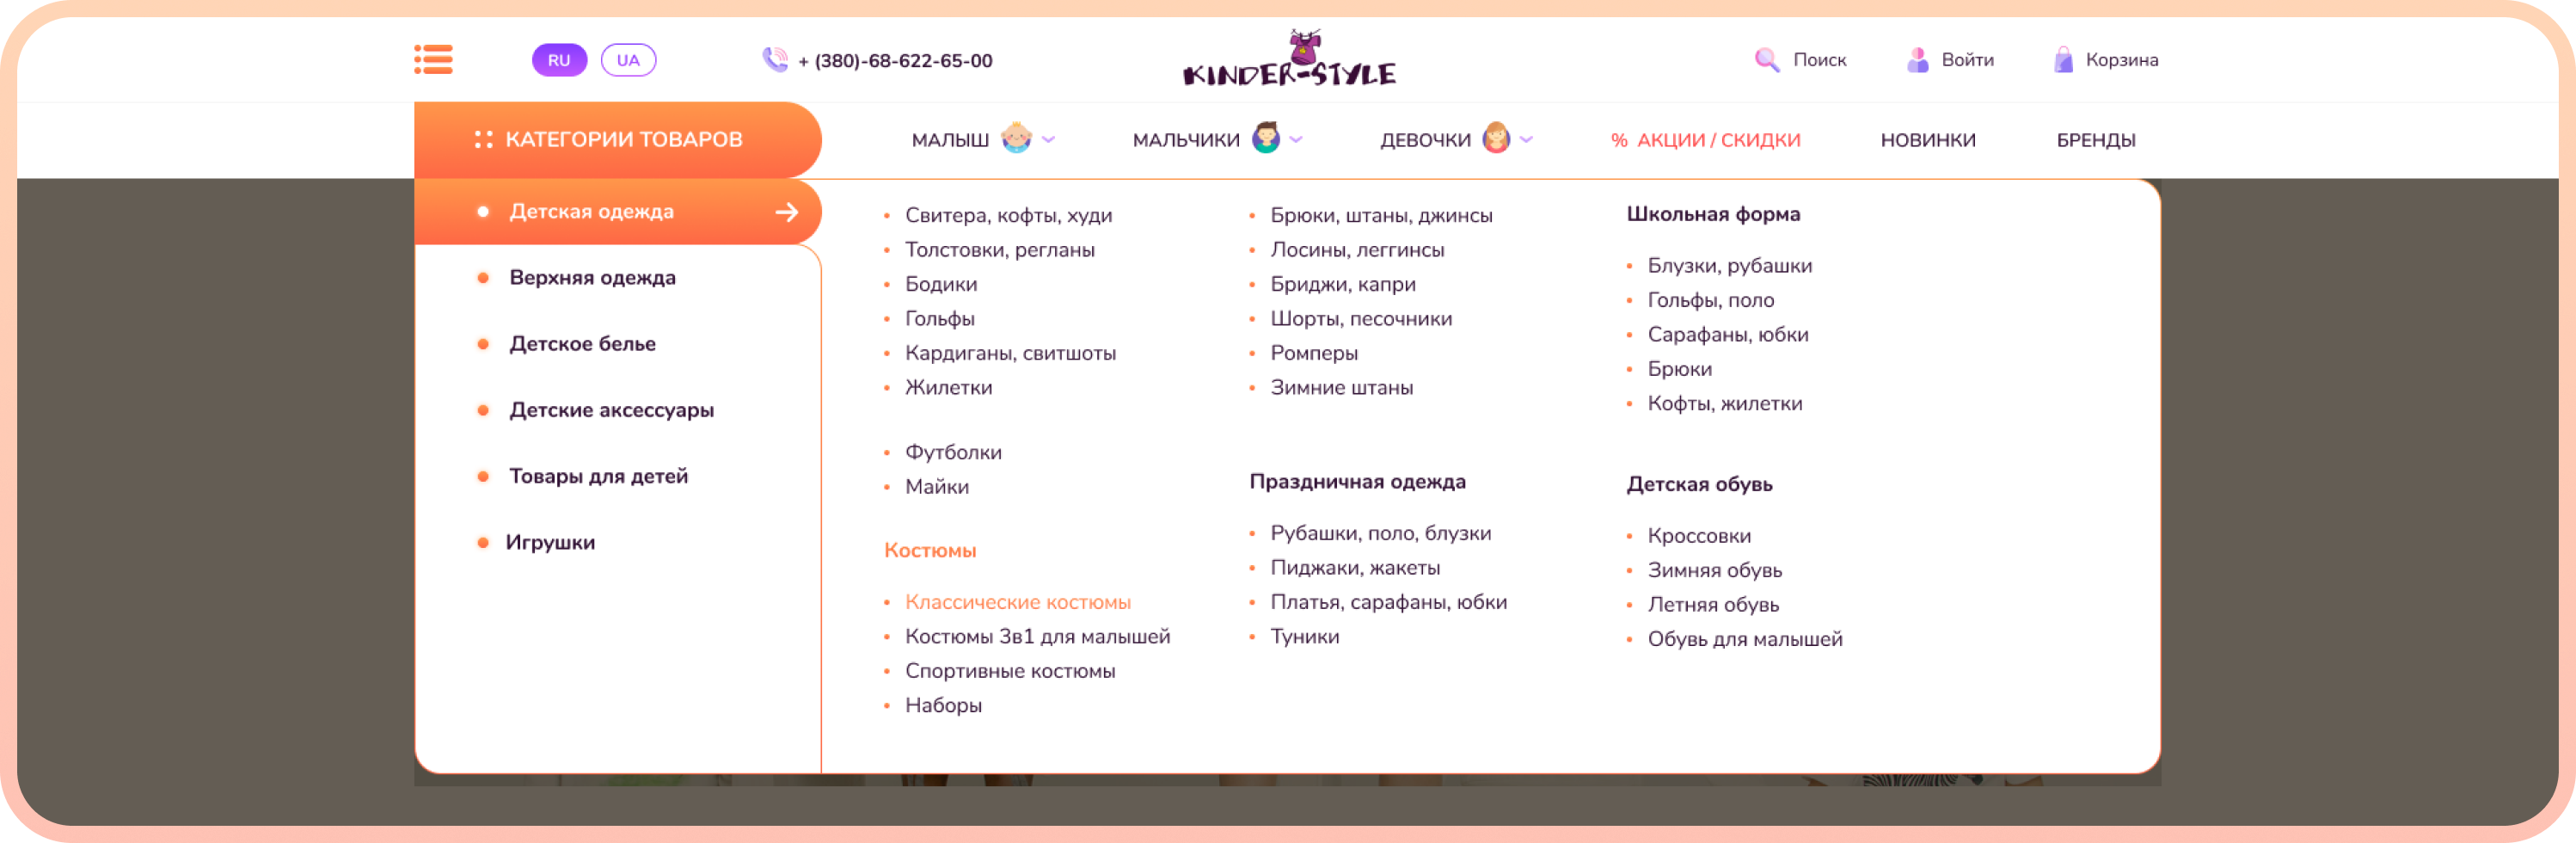 RU
UA
+ (380)-68-622-65-00
KINDER-STYLE
Поиск
Войти
Корзина
КАТЕГОРИИ ТОВАРОВ
МАЛЫШ
МАЛЬЧИКИ
ДЕВОЧКИ
% АКЦИИ / СКИДКИ
НОВИНКИ
БРЕНДЫ
Детская одежда
Верхняя одежда
Детское белье
Детские аксессуары
Товары для детей
Игрушки
Свитера, кофты, худи
Толстовки, регланы
Бодики
Гольфы
Кардиганы, свитшоты
Жилетки
Футболки
Майки
Костюмы
Классические костюмы
Костюмы 3в1 для малышей
Спортивные костюмы
Наборы
Брюки, штаны, джинсы
Лосины, леггинсы
Бриджи, капри
Шорты, песочники
Ромперы
Зимние штаны
Праздничная одежда
Рубашки, поло, блузки
Пиджаки, жакеты
Платья, сарафаны, юбки
Туники
Школьная форма
Блузки, рубашки
Гольфы, поло
Сарафаны, юбки
Брюки
Кофты, жилетки
Детская обувь
Кроссовки
Зимняя обувь
Летняя обувь
Обувь для малышей